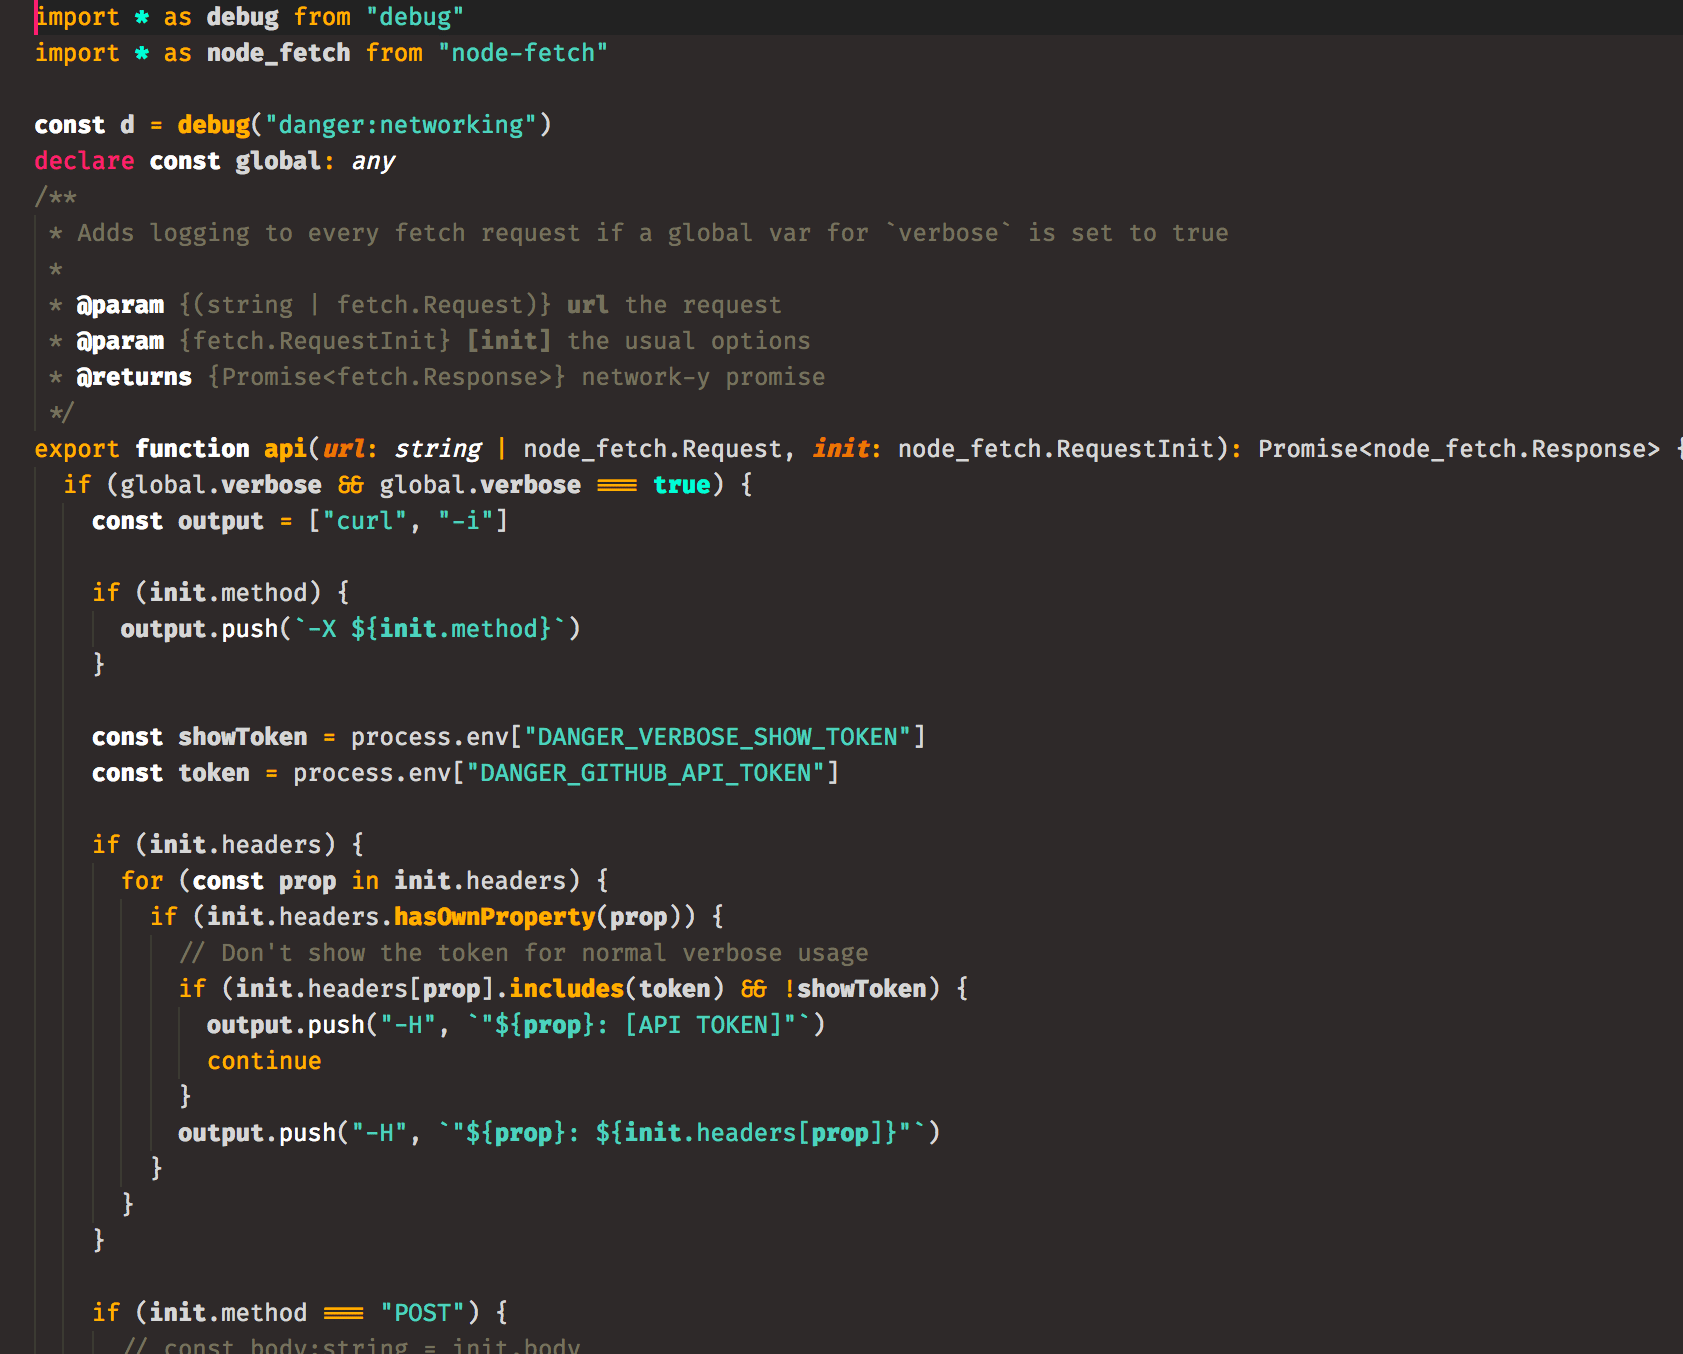 import * as debug from "debug"
import * as node_fetch from "node-fetch"
const d = debug("danger:networking")
declare const global: any
/**
* Adds logging to every fetch request if a global var for `verbose` is set to true
*
* @param {(string | fetch.Request)} url the request
* @param {fetch.RequestInit} [init] the usual options
* @returns {Promise<fetch.Response>} network-y promise
*/
export function api(url: string | node_fetch.Request, init: node_fetch.RequestInit): Promise<node_fetch.Response> {
if (global.verbose && global.verbose === true) {
const output = ["curl", "-i"]
if (init.method) {
output.push(`-X ${init.method}`)
}
const showToken = process.env["DANGER_VERBOSE_SHOW_TOKEN"]
const token = process.env["DANGER_GITHUB_API_TOKEN"]
if (init.headers) {
for (const prop in init.headers) {
if (init.headers.hasOwnProperty(prop)) {
// Don't show the token for normal verbose usage
if (init.headers[prop].includes(token) && !showToken) {
output.push("-H", `"${prop}: [API TOKEN]"`)
continue
}
output.push("-H", `"${prop}: ${init.headers[prop]}"`)
}
}
}
if (init.method === "POST") {
// const body:string = init.body